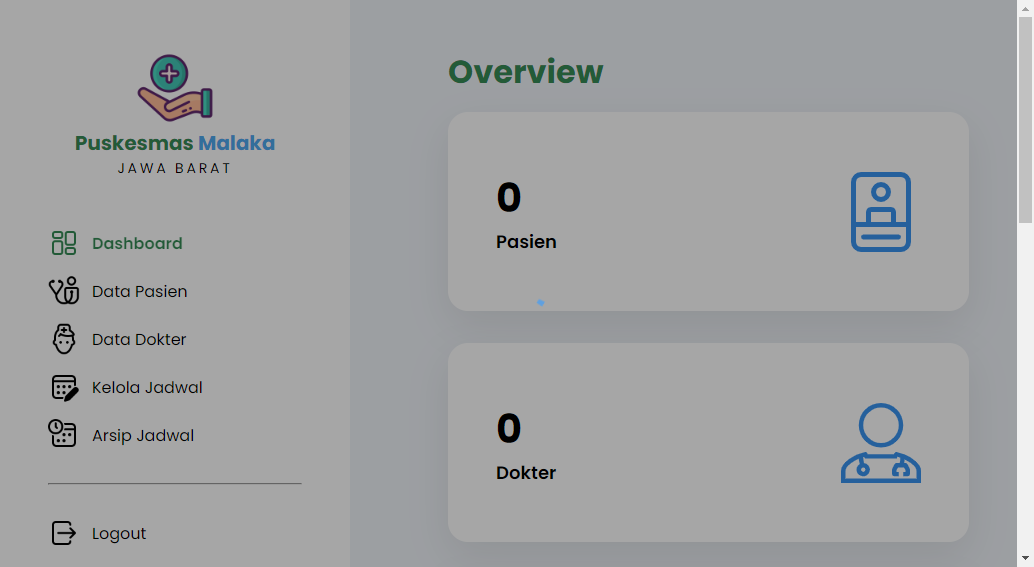 Puskesmas Malaka
JAWA BARAT
Dashboard
Data Pasien
Data Dokter
Kelola Jadwal
Arsip Jadwal
Logout
Overview
0
Pasien
0
Dokter